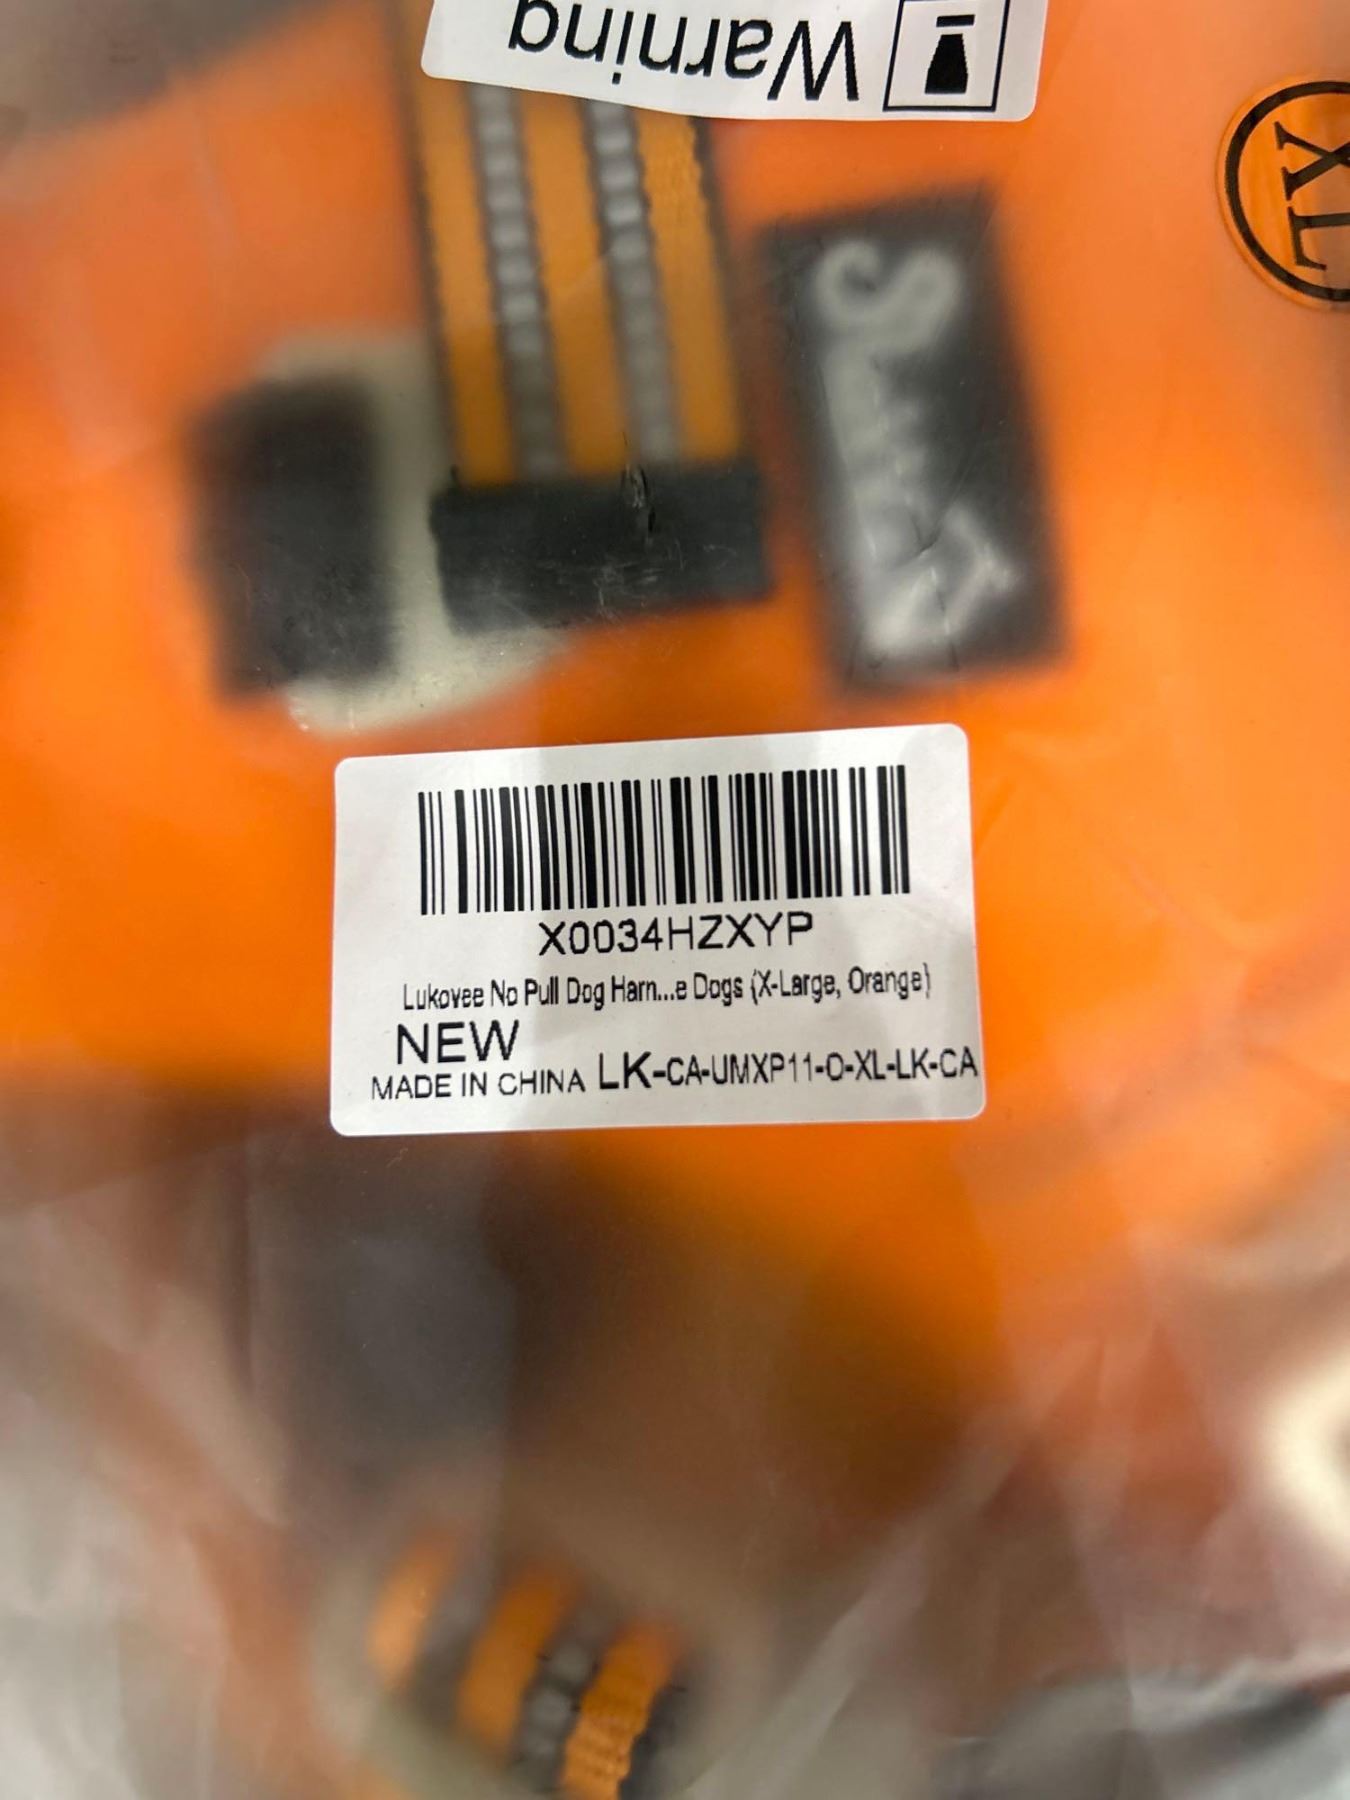 Warning
XL
X0034HZXYP
Lukovee No Pull Dog Harn...e Dogs (X-Large, Orange)
NEW
MADE IN CHINA LK-CA-UMXP11-O-XL-LK-CA